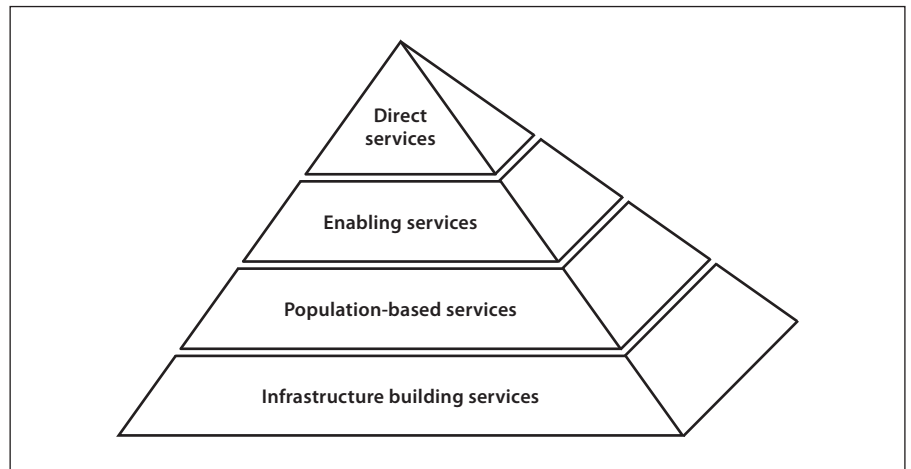 Direct
services
Enabling services
Population-based services
Infrastructure building services